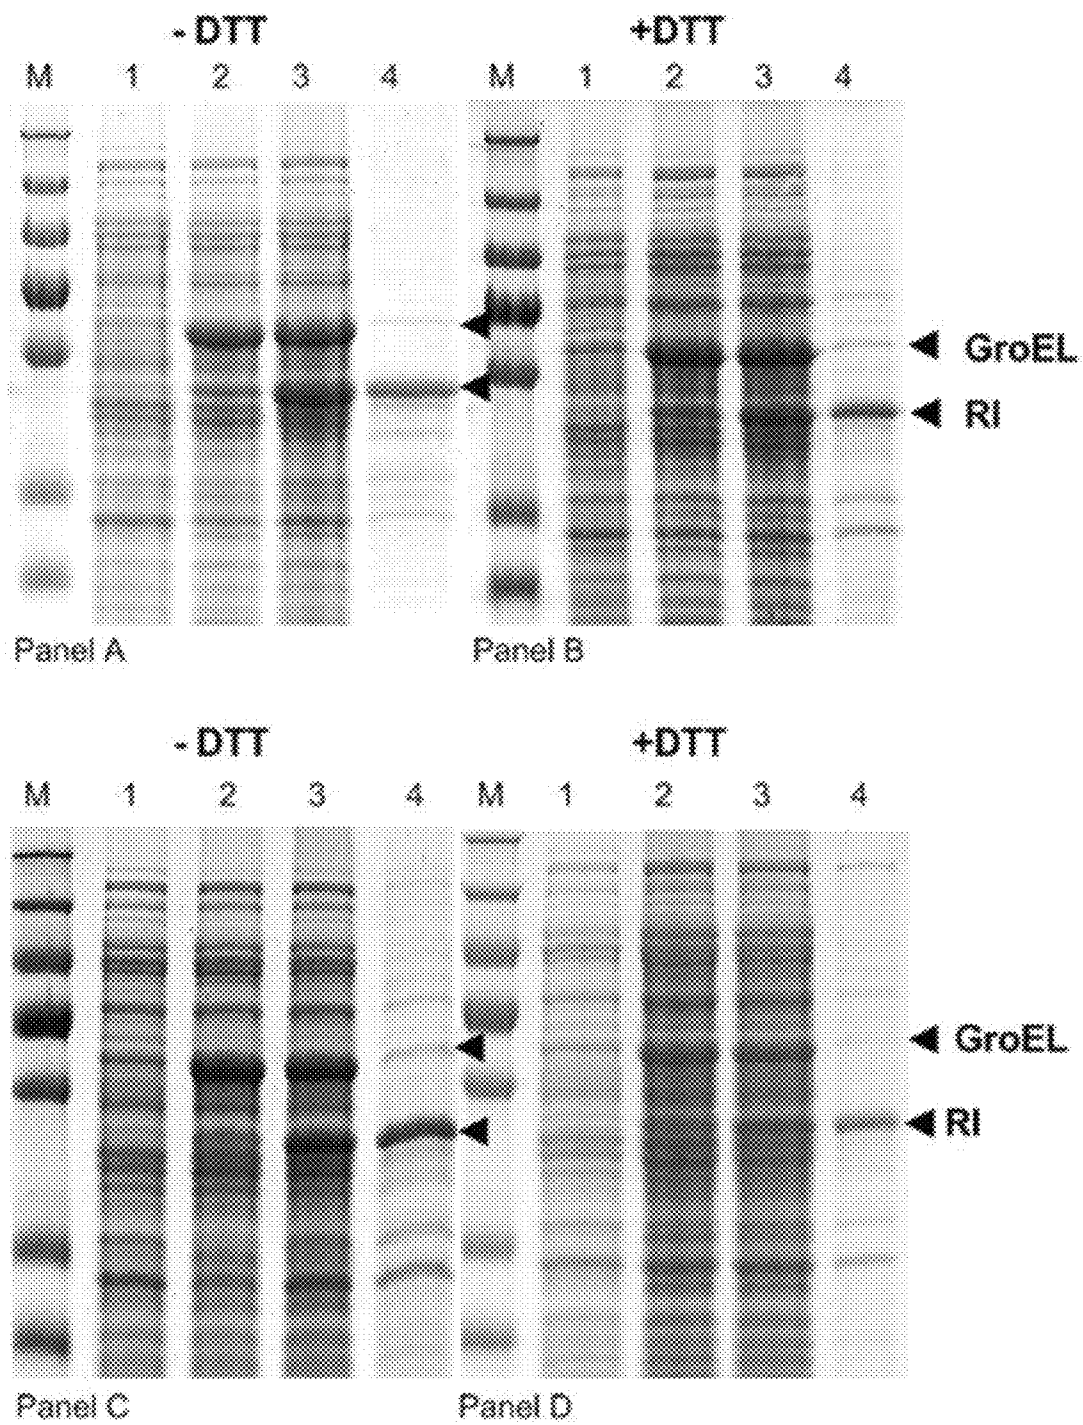 - DTT +DTT
M 1 2 3 4 M 1 2 3 4
GroEL
RI
Panel A Panel B
- DTT +DTT
M 1 2 3 4 M 1 2 3 4
GroEL
RI
Panel C Panel D